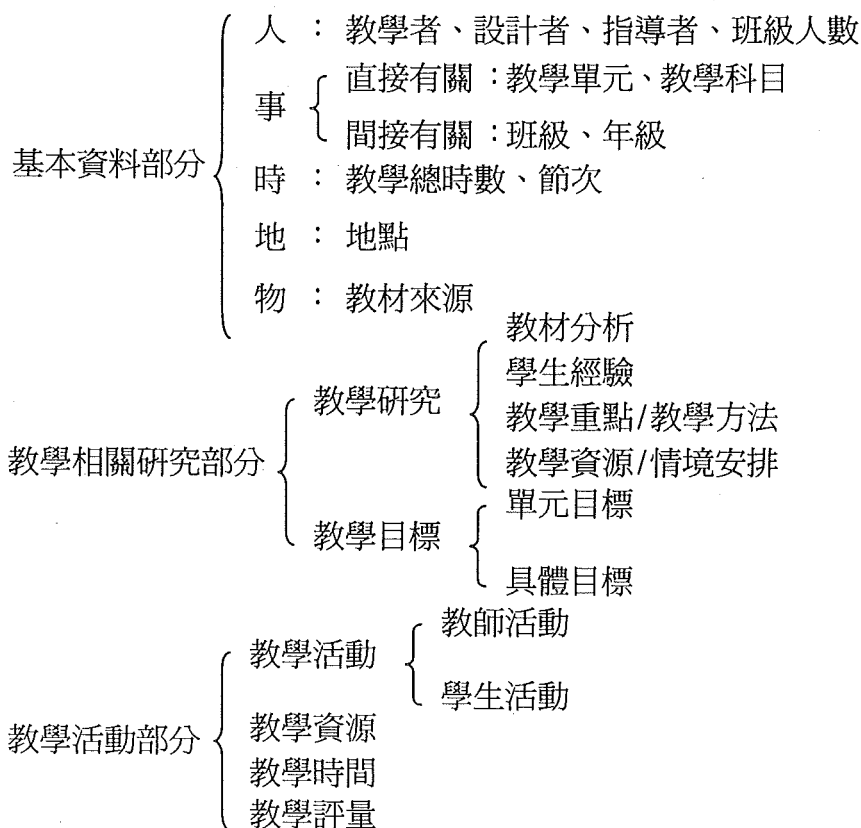 人：教學者、設計者、指導者、班級人數
事
直接有關：教學單元、教學科目
間接有關：班級、年級
基本資料部分
時：教學總時數、節次
地：地點
物：教材來源
教學相關研究部分
教學研究
教材分析
學生經驗
教學重點/教學方法
教學資源/情境安排
教學目標
單元目標
具體目標
教學活動部分
教學活動
教師活動
學生活動
教學資源
教學時間
教學評量